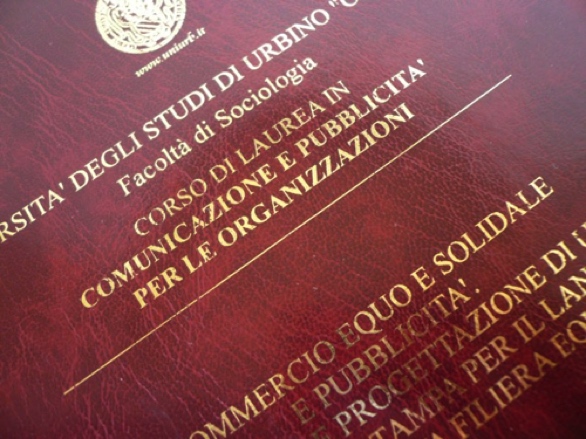 www.uniurb.it
RSITA' DEGLI STUDI DI URBINO "C
Facoltà di Sociologia
CORSO DI LAUREA IN
COMUNICAZIONE E PUBBLICITA'
PER LE ORGANIZZAZIONI
OMMERCIO EQUO E SOLIDALE
E PUBBLICITA'.
E PROGETTAZIONE DI U
STAMPA PER IL LAN
FILIERA EQ